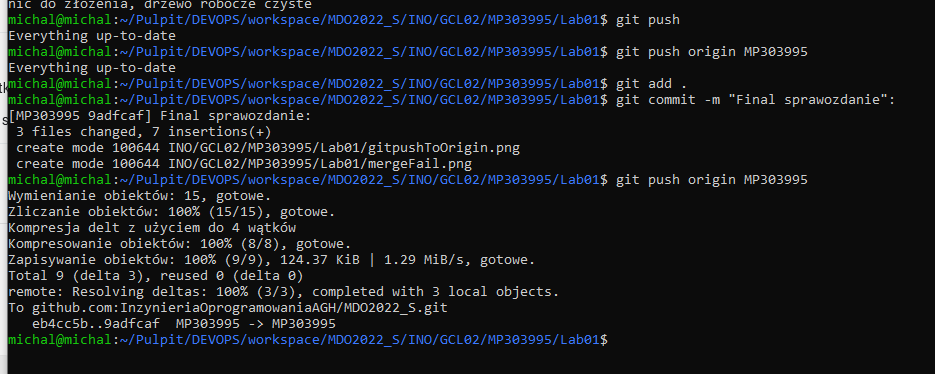 nic do złożenia, drzewo robocze czyste
michal@michal:~/Pulpit/DEVOPS/workspace/MDO2022_S/INO/GCL02/MP303995/Lab01$ git push
Everything up-to-date
michal@michal:~/Pulpit/DEVOPS/workspace/MDO2022_S/INO/GCL02/MP303995/Lab01$ git push origin MP303995
Everything up-to-date
michal@michal:~/Pulpit/DEVOPS/workspace/MDO2022_S/INO/GCL02/MP303995/Lab01$ git add .
michal@michal:~/Pulpit/DEVOPS/workspace/MDO2022_S/INO/GCL02/MP303995/Lab01$ git commit -m "Final sprawozdanie":
[MP303995 9adfcaf] Final sprawozdanie:
 3 files changed, 7 insertions(+)
 create mode 100644 INO/GCL02/MP303995/Lab01/gitpushToOrigin.png
 create mode 100644 INO/GCL02/MP303995/Lab01/mergeFail.png
michal@michal:~/Pulpit/DEVOPS/workspace/MDO2022_S/INO/GCL02/MP303995/Lab01$ git push origin MP303995
Wymienianie obiektów: 15, gotowe.
Zliczanie obiektów: 100% (15/15), gotowe.
Kompresja delt z użyciem do 4 wątków
Kompresowanie obiektów: 100% (8/8), gotowe.
Zapisywanie obiektów: 100% (9/9), 124.37 KiB | 1.29 MiB/s, gotowe.
Total 9 (delta 3), reused 0 (delta 0)
remote: Resolving deltas: 100% (3/3), completed with 3 local objects.
To github.com:InzynieriaOprogramowaniaAGH/MDO2022_S.git
   eb4cc5b..9adfcaf  MP303995 -> MP303995
michal@michal:~/Pulpit/DEVOPS/workspace/MDO2022_S/INO/GCL02/MP303995/Lab01$